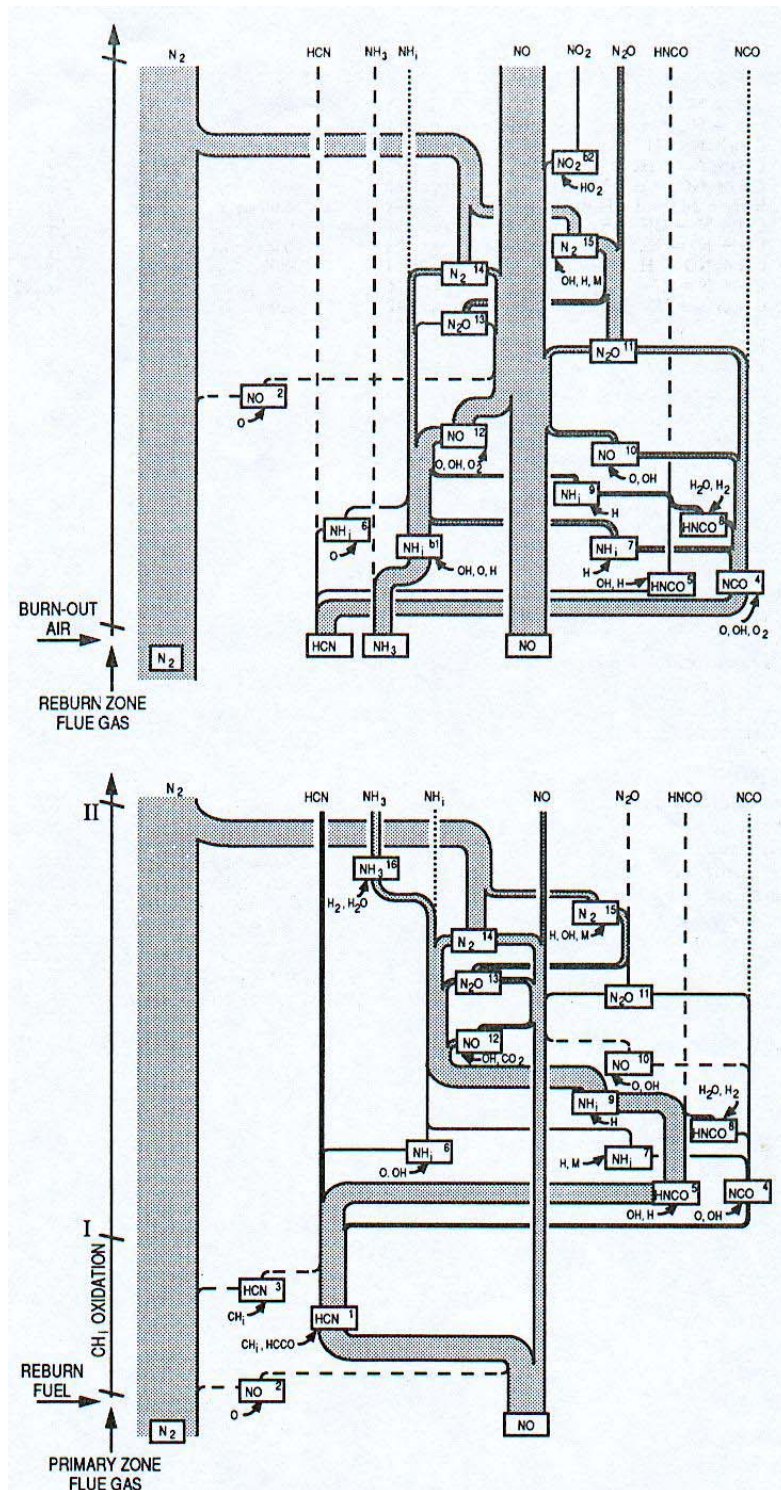 N2 HCN NH3 NHi NO NO2 N2O HNCO NCO
NO2 b2
HO2
N2 15
N2 14
OH, H, M
N2O 13
N2O 11
NO 2
O
NO 12
O, OH, O2
NO 10
O, OH
NHi 9
H
H2O, H2
HNCO 8
NHi 6
O
NHi b1
OH, O, H
NHi 7
H
OH, H
HNCO 5
NCO 4
O, OH, O2
BURN-OUT
AIR
HCN
NH3
NO
N2
REBURN ZONE
FLUE GAS
N2 HCN NH3 NHi NO N2O HNCO NCO
II
NH3 16
H2, H2O
N2 15
H, OH, M
N2 14
N2O 13
N2O 11
NO 12
OH, CO2
NO 10
O, OH
H2O, H2
NHi 9
H
HNCO 8
NHi 6
O, OH
H, M
NHi 7
HNCO 5
OH, H
NCO 4
O, OH
I
CHi OXIDATION
HCN 3
CHi
HCN 1
CHi, HCCO
REBURN
FUEL
NO 2
O
N2
NO
PRIMARY ZONE
FLUE GAS